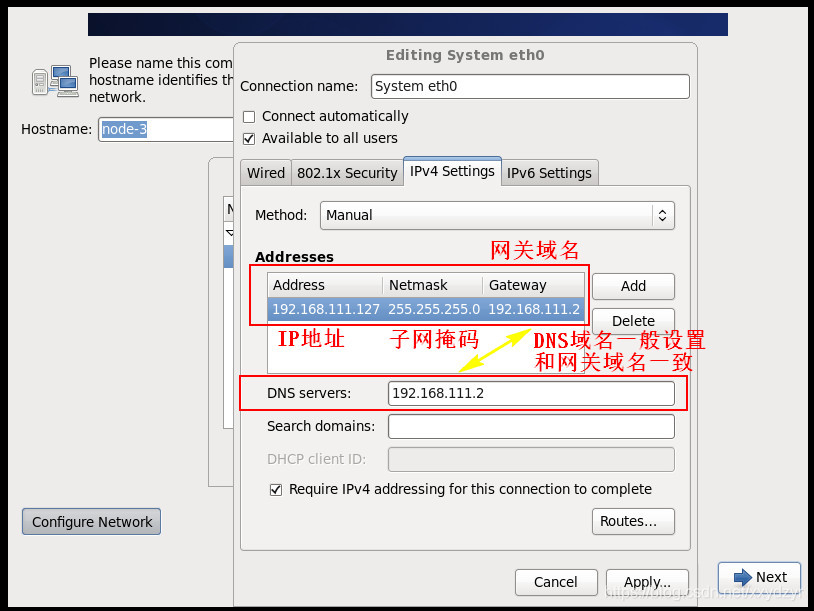 Editing System eth0
Please name this com
hostname identifies th
network.
Hostname: node-3
Connection name: System eth0
Connect automatically
Available to all users
Wired 802.1x Security IPv4 Settings IPv6 Settings
Method: Manual
网关域名
Addresses
Address Netmask Gateway
192.168.111.127 255.255.255.0 192.168.111.2
Add
Delete
IP地址 子网掩码 DNS域名一般设置
和网关域名一致
DNS servers: 192.168.111.2
Search domains:
DHCP client ID:
Require IPv4 addressing for this connection to complete
Routes...
Configure Network
Cancel Apply... Next